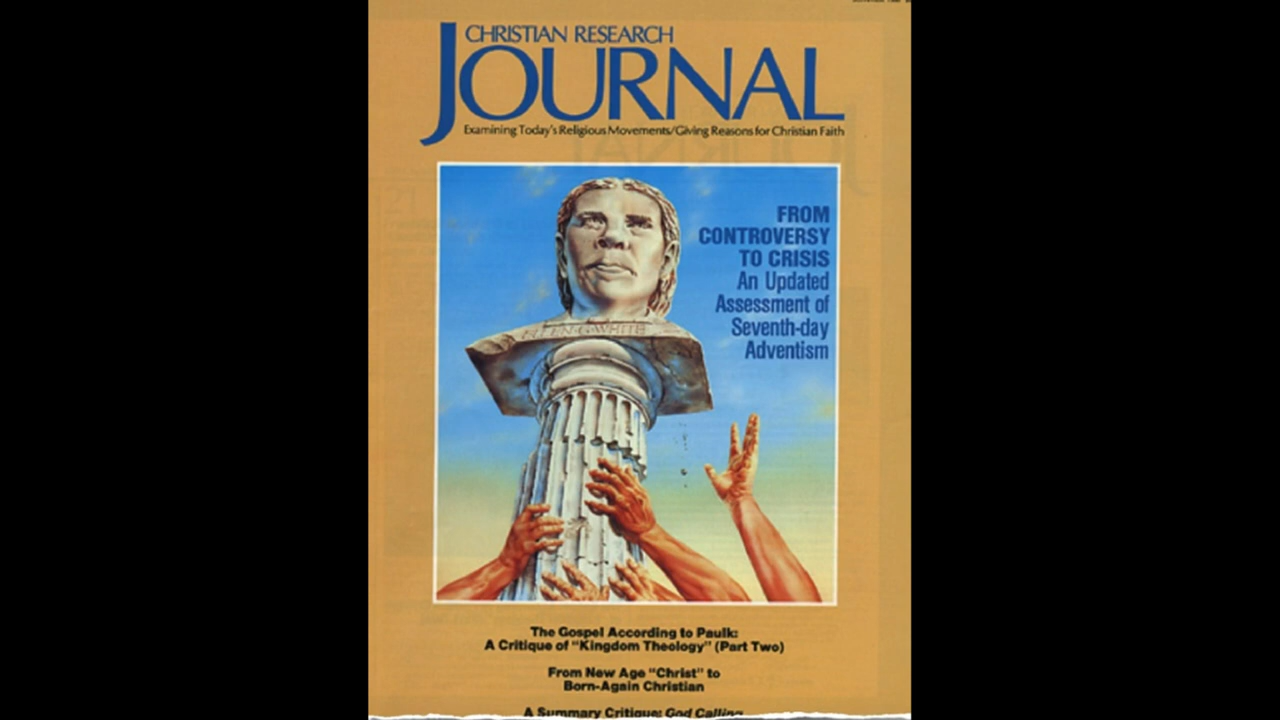 CHRISTIAN RESEARCH
JOURNAL
Examining Today's Religious Movements/Giving Reasons for Christian Faith
FROM
CONTROVERSY
TO CRISIS
An Updated
Assessment of
Seventh-day
Adventism
ELLEN G. WHITE
The Gospel According to Paulk:
A Critique of "Kingdom Theology" (Part Two)
From New Age "Christ" to
Born-Again Christian
A Summary Critique: God Calling